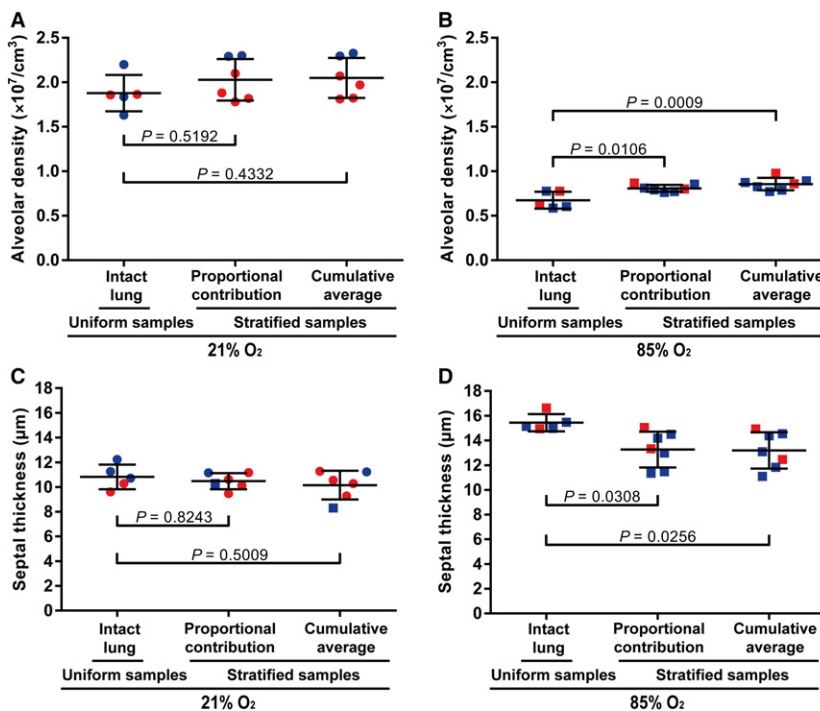 A
Alveolar density (×10⁷/cm³)
2.5
2.0
1.5
1.0
0.5
0.0
P = 0.5192
P = 0.4332
Intact lung
Proportional contribution
Cumulative average
Uniform samples
Stratified samples
21% O₂
B
Alveolar density (×10⁷/cm³)
2.5
2.0
1.5
1.0
0.5
0.0
P = 0.0009
P = 0.0106
Intact lung
Proportional contribution
Cumulative average
Uniform samples
Stratified samples
85% O₂
C
Septal thickness (µm)
18
16
14
12
10
8
6
4
2
0
P = 0.8243
P = 0.5009
Intact lung
Proportional contribution
Cumulative average
Uniform samples
Stratified samples
21% O₂
D
Septal thickness (µm)
18
16
14
12
10
8
6
4
2
0
P = 0.0308
P = 0.0256
Intact lung
Proportional contribution
Cumulative average
Uniform samples
Stratified samples
85% O₂